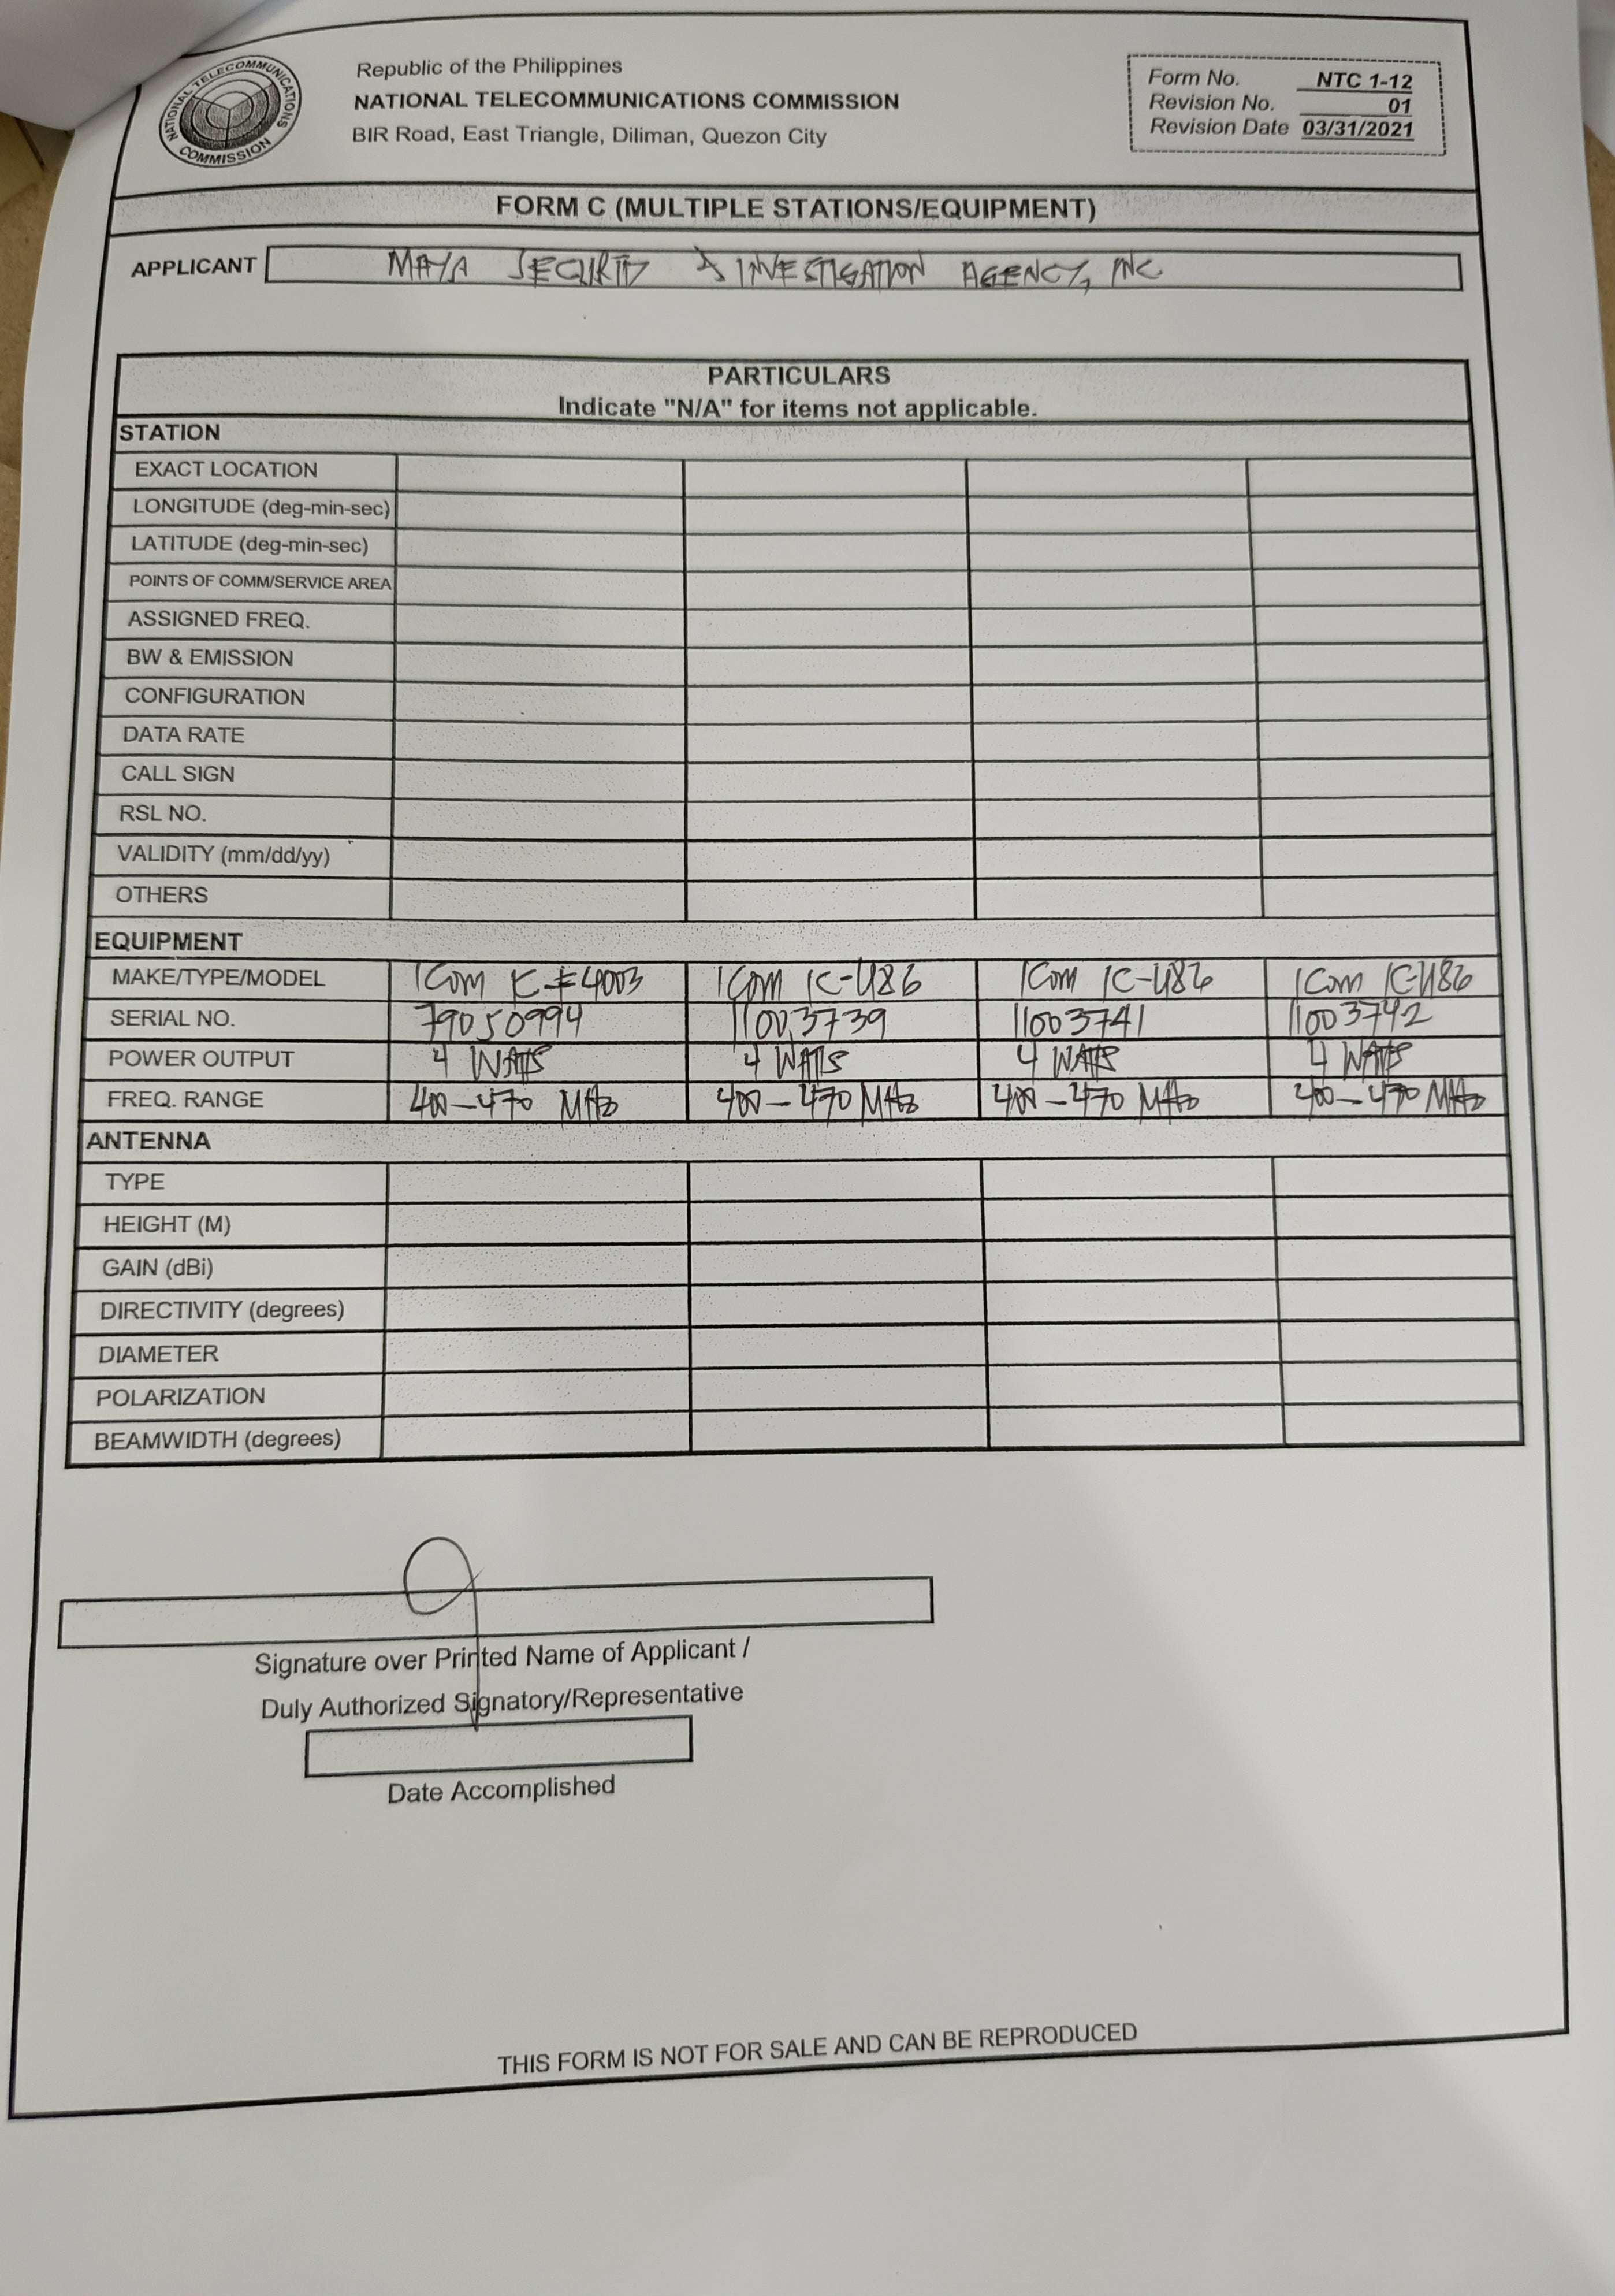 NATIONAL TELECOMMUNICATIONS COMMISSION
Republic of the Philippines
NATIONAL TELECOMMUNICATIONS COMMISSION
BIR Road, East Triangle, Diliman, Quezon City
Form No. NTC 1-12
Revision No. 01
Revision Date 03/31/2021
FORM C (MULTIPLE STATIONS/EQUIPMENT)
APPLICANT MAYA SECURITY & INVESTIGATION AGENCY, INC.
PARTICULARS
Indicate "N/A" for items not applicable.
STATION
EXACT LOCATION
LONGITUDE (deg-min-sec)
LATITUDE (deg-min-sec)
POINTS OF COMM/SERVICE AREA
ASSIGNED FREQ.
BW & EMISSION
CONFIGURATION
DATA RATE
CALL SIGN
RSL NO.
VALIDITY (mm/dd/yy)
OTHERS
EQUIPMENT
MAKE/TYPE/MODEL ICom IC-F4003 ICom IC-U86 ICom IC-U86 ICom IC-U86
SERIAL NO. 79050994 11003739 11003741 11003742
POWER OUTPUT 4 WATTS 4 WATTS 4 WATTS 4 WATTS
FREQ. RANGE 400-470 MHz 400-470 MHz 400-470 MHz 400-470 MHz
ANTENNA
TYPE
HEIGHT (M)
GAIN (dBi)
DIRECTIVITY (degrees)
DIAMETER
POLARIZATION
BEAMWIDTH (degrees)
Signature over Printed Name of Applicant /
Duly Authorized Signatory/Representative
Date Accomplished
THIS FORM IS NOT FOR SALE AND CAN BE REPRODUCED